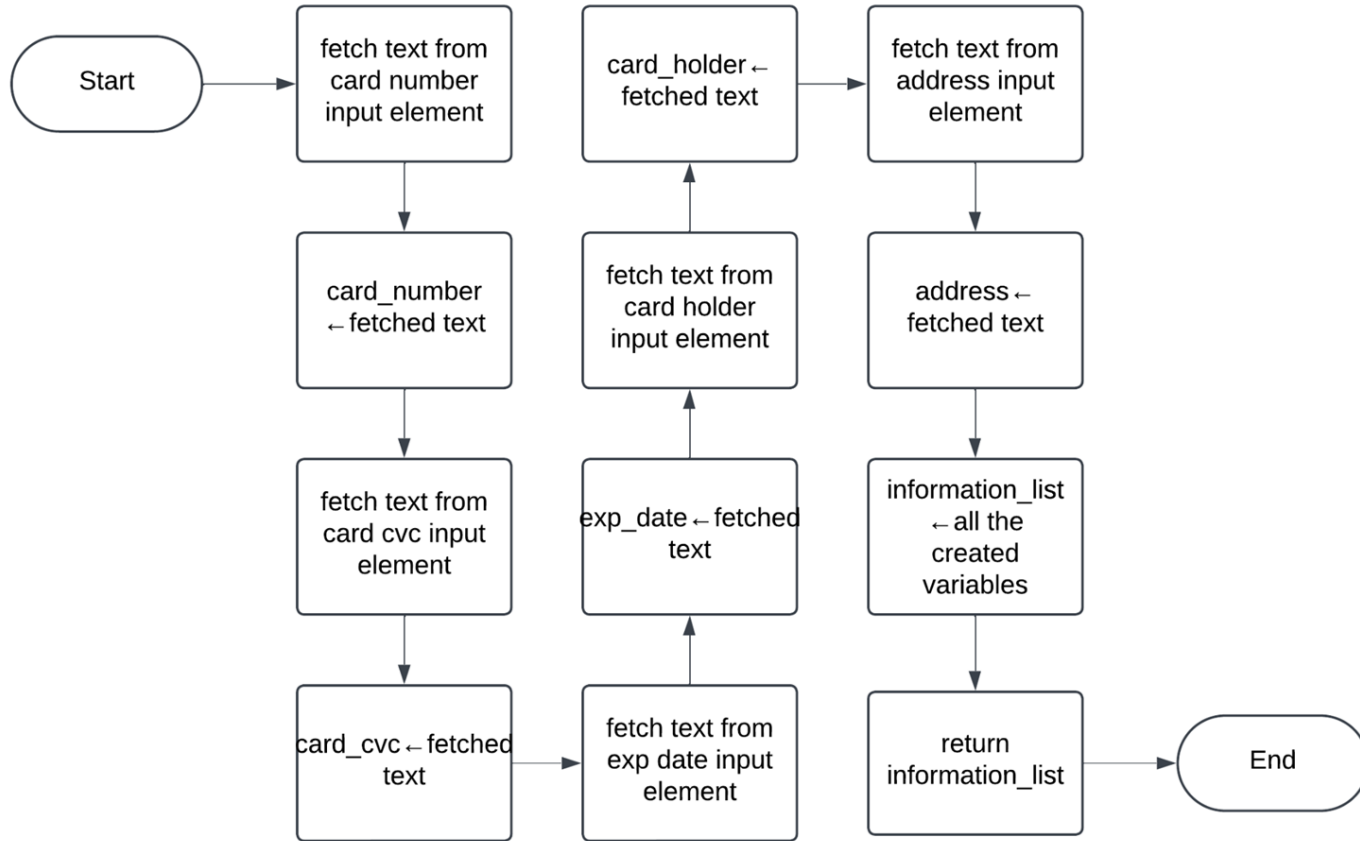 Start
fetch text from
card number
input element
card_number
←fetched text
fetch text from
card cvc input
element
card_cvc←fetched
text
fetch text from
exp date input
element
exp_date←fetched
text
fetch text from
card holder
input element
card_holder←
fetched text
fetch text from
address input
element
address←
fetched text
information_list
←all the
created
variables
return
information_list
End